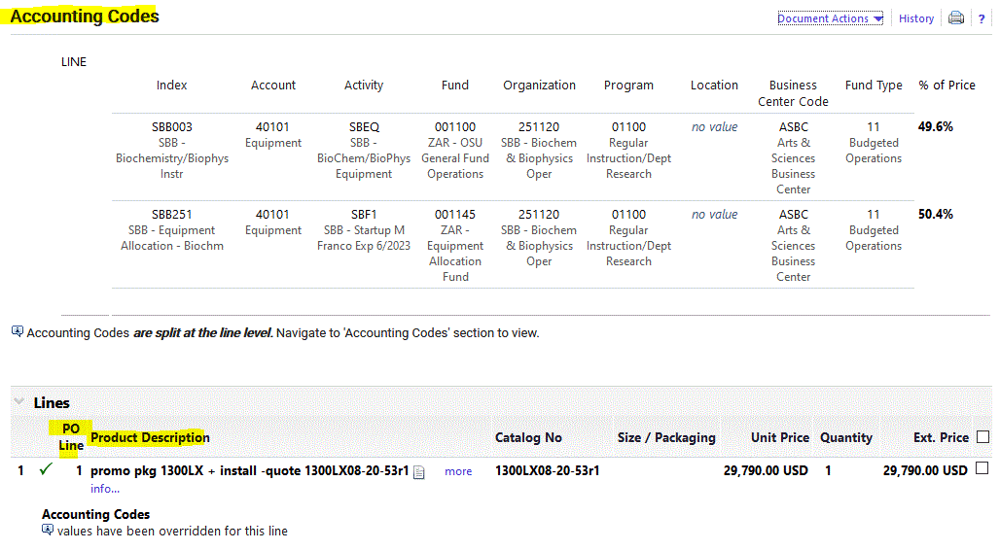 Accounting Codes
Document Actions
History
?
LINE
Index Account Activity Fund Organization Program Location Business Center Code Fund Type % of Price
SBB003 40101 SBEQ 001100 251120 01100 no value ASBC 11 49.6%
SBB - Equipment SBB - ZAR - OSU SBB - Biochem Regular Arts & Budgeted
Biochemistry/Biophys BioChem/BioPhys General Fund & Biophysics Instruction/Dept Sciences Operations
Instr Equipment Operations Oper Research Business
Center
SBB251 40101 SBF1 001145 251120 01100 no value ASBC 11 50.4%
SBB - Equipment Equipment SBB - Startup M ZAR - SBB - Biochem Regular Arts & Budgeted
Allocation - Biochm Franco Exp 6/2023 Equipment & Biophysics Instruction/Dept Sciences Operations
Allocation Oper Research Business
Fund Center
Accounting Codes are split at the line level. Navigate to 'Accounting Codes' section to view.
Lines
PO Line Product Description Catalog No Size / Packaging Unit Price Quantity Ext. Price
1 1 promo pkg 1300LX + install -quote 1300LX08-20-53r1 more 1300LX08-20-53r1 29,790.00 USD 1 29,790.00 USD
info...
Accounting Codes
values have been overridden for this line